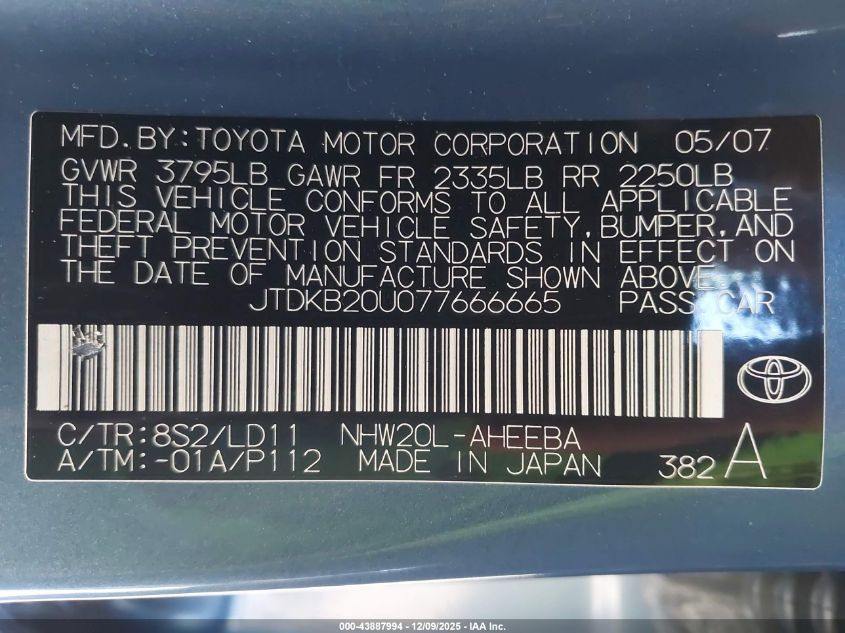 MFD.BY:TOYOTA MOTOR CORPORATION 05/07
GVWR 3795LB GAWR FR 2335LB RR 2250LB
THIS VEHICLE CONFORMS TO ALL APPLICABLE
FEDERAL MOTOR VEHICLE SAFETY,BUMPER,AND
THEFT PREVENTION STANDARDS IN EFFECT ON
THE DATE OF MANUFACTURE SHOWN ABOVE.
JTDKB20U077666665 PASS.CAR
C/TR:8S2/LD11 NHW20L-AHEEBA
A/TM:-01A/P112 MADE IN JAPAN 382 A
000-43887994 - 12/09/2025 - IAA Inc.